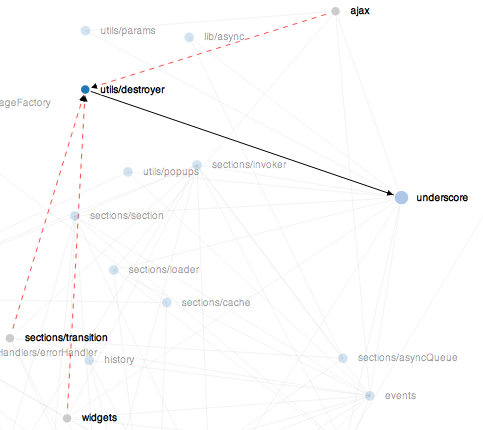 ajax
utils/params
lib/async
utils/destroyer
ageFactory
sections/invoker
utils/popups
underscore
sections/section
sections/loader
sections/cache
sections/transition
Handlers/errorHandler
history
sections/asyncQueue
events
widgets